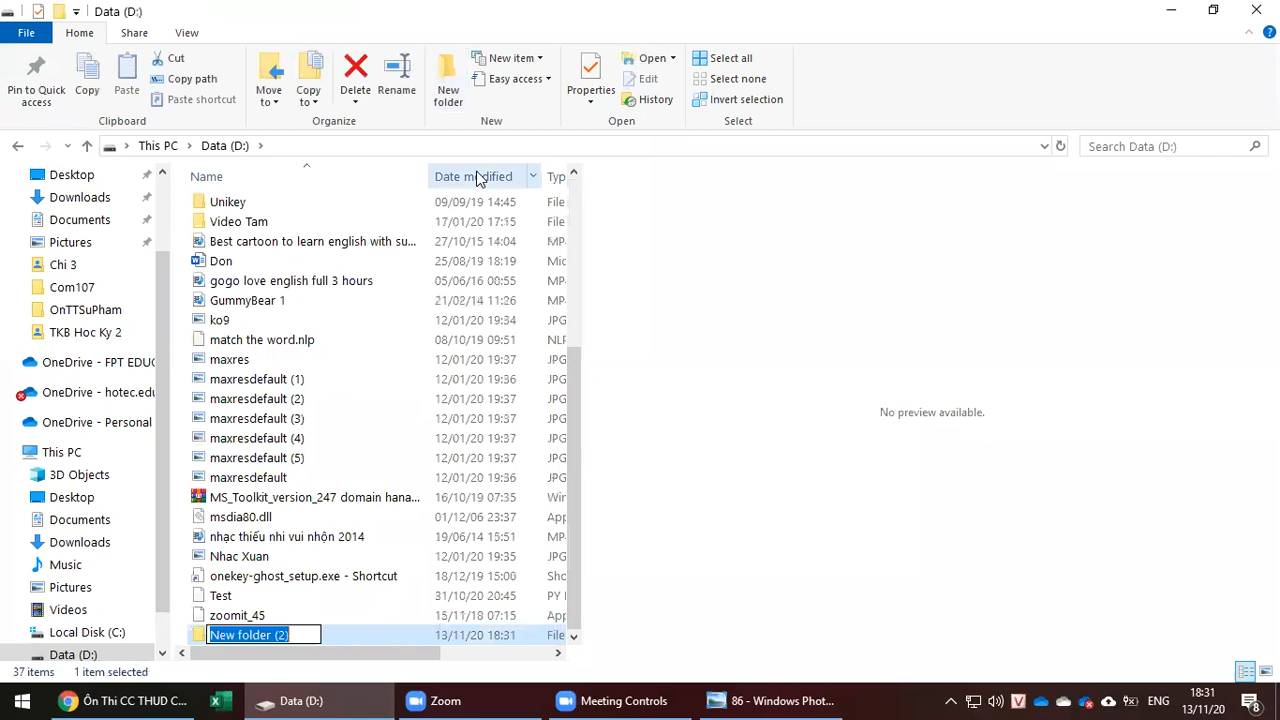 Data (D:)
File Home Share View
Pin to Quick access
Copy
Paste
Cut
Copy path
Paste shortcut
Clipboard
Move to
Copy to
Delete
Rename
Organize
New folder
New item
Easy access
New
Properties
Open
Edit
History
Open
Select all
Select none
Invert selection
Select
This PC > Data (D:) >
Search Data (D:)
Desktop
Downloads
Documents
Pictures
Chi 3
Com107
OnTTSuPham
TKB Hoc Ky 2
OneDrive - FPT EDUC
OneDrive - hotec.edu
OneDrive - Personal
This PC
3D Objects
Desktop
Documents
Downloads
Music
Pictures
Videos
Local Disk (C:)
Data (D:)
Name Date modified Typ
Unikey 09/09/19 14:45 File
Video Tam 17/01/20 17:15 File
Best cartoon to learn english with su... 27/10/15 14:04 MP
Don 25/08/19 18:19 Mic
gogo love english full 3 hours 05/06/16 00:55 MP
GummyBear 1 21/02/14 11:26 MP
ko9 12/01/20 19:34 JPG
match the word.nlp 08/10/19 09:51 NLP
maxres 12/01/20 19:37 JPG
maxresdefault (1) 12/01/20 19:36 JPG
maxresdefault (2) 12/01/20 19:37 JPG
maxresdefault (3) 12/01/20 19:37 JPG
maxresdefault (4) 12/01/20 19:37 JPG
maxresdefault (5) 12/01/20 19:37 JPG
maxresdefault 12/01/20 19:36 JPG
MS_Toolkit_version_247 domain hana... 16/10/19 07:35 Win
msdia80.dll 01/12/06 23:37 App
nhạc thiếu nhi vui nhộn 2014 19/06/14 15:51 MP
Nhac Xuan 12/01/20 19:35 JPG
onekey-ghost_setup.exe - Shortcut 18/12/19 15:00 Sho
Test 31/10/20 20:45 PY
zoomit_45 15/11/18 07:15 App
New folder (2) 13/11/20 18:31 File
No preview available.
37 items 1 item selected
Ôn Thi CC THUD C...
Data (D:)
Zoom
Meeting Controls
86 - Windows Phot...
V
ENG
18:31
13/11/20
8